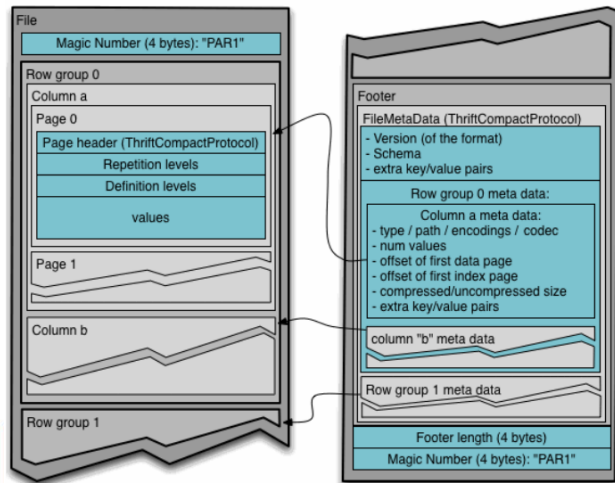 File
Magic Number (4 bytes): "PAR1"
Row group 0
Column a
Page 0
Page header (ThriftCompactProtocol)
Repetition levels
Definition levels
values
Page 1
Column b
Row group 1
Footer
FileMetaData (ThriftCompactProtocol)
- Version (of the format)
- Schema
- extra key/value pairs
Row group 0 meta data:
Column a meta data:
- type / path / encodings / codec
- num values
- offset of first data page
- offset of first index page
- compressed/uncompressed size
- extra key/value pairs
column "b" meta data
Row group 1 meta data
Footer length (4 bytes)
Magic Number (4 bytes): "PAR1"